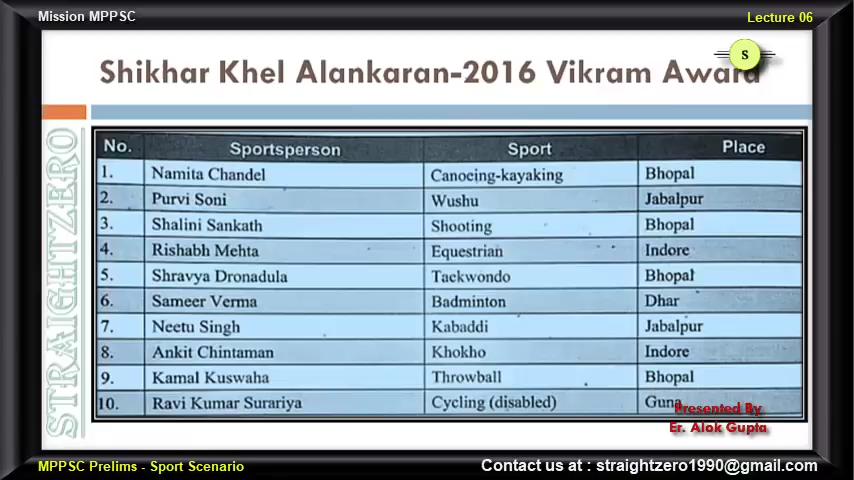 Mission MPPSC
Lecture 06
S
Shikhar Khel Alankaran-2016 Vikram Award
STRAIGHTZERO
No. Sportsperson Sport Place
1. Namita Chandel Canoeing-kayaking Bhopal
2. Purvi Soni Wushu Jabalpur
3. Shalini Sankath Shooting Bhopal
4. Rishabh Mehta Equestrian Indore
5. Shravya Dronadula Taekwondo Bhopal
6. Sameer Verma Badminton Dhar
7. Neetu Singh Kabaddi Jabalpur
8. Ankit Chintaman Khokho Indore
9. Kamal Kuswaha Throwball Bhopal
10. Ravi Kumar Surariya Cycling (disabled) Guna
Presented By
Er. Alok Gupta
MPPSC Prelims - Sport Scenario
Contact us at : straightzero1990@gmail.com